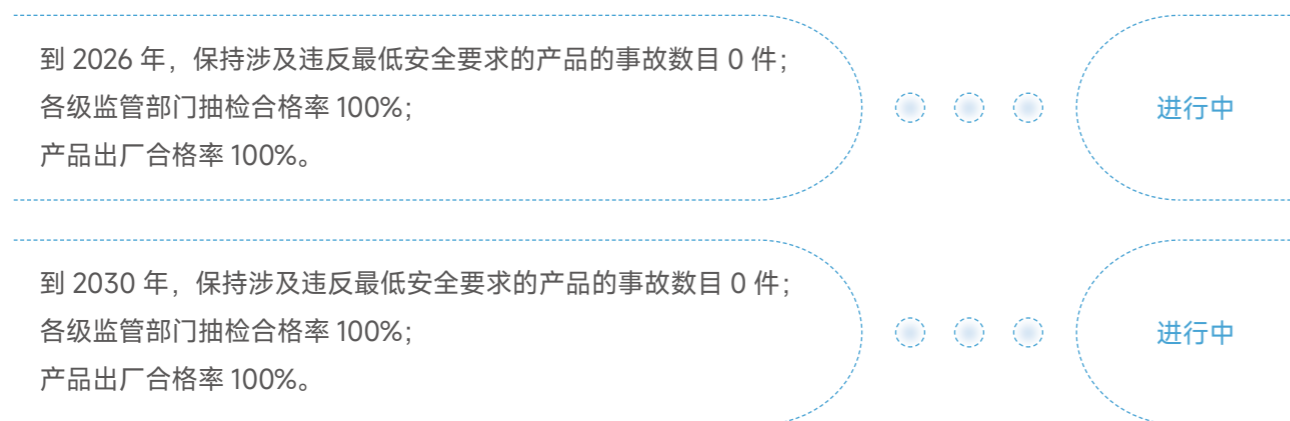 到 2026 年，保持涉及违反最低安全要求的产品的事故数目 0 件；
各级监管部门抽检合格率 100%；
产品出厂合格率 100%。
进行中
到 2030 年，保持涉及违反最低安全要求的产品的事故数目 0 件；
各级监管部门抽检合格率 100%；
产品出厂合格率 100%。
进行中